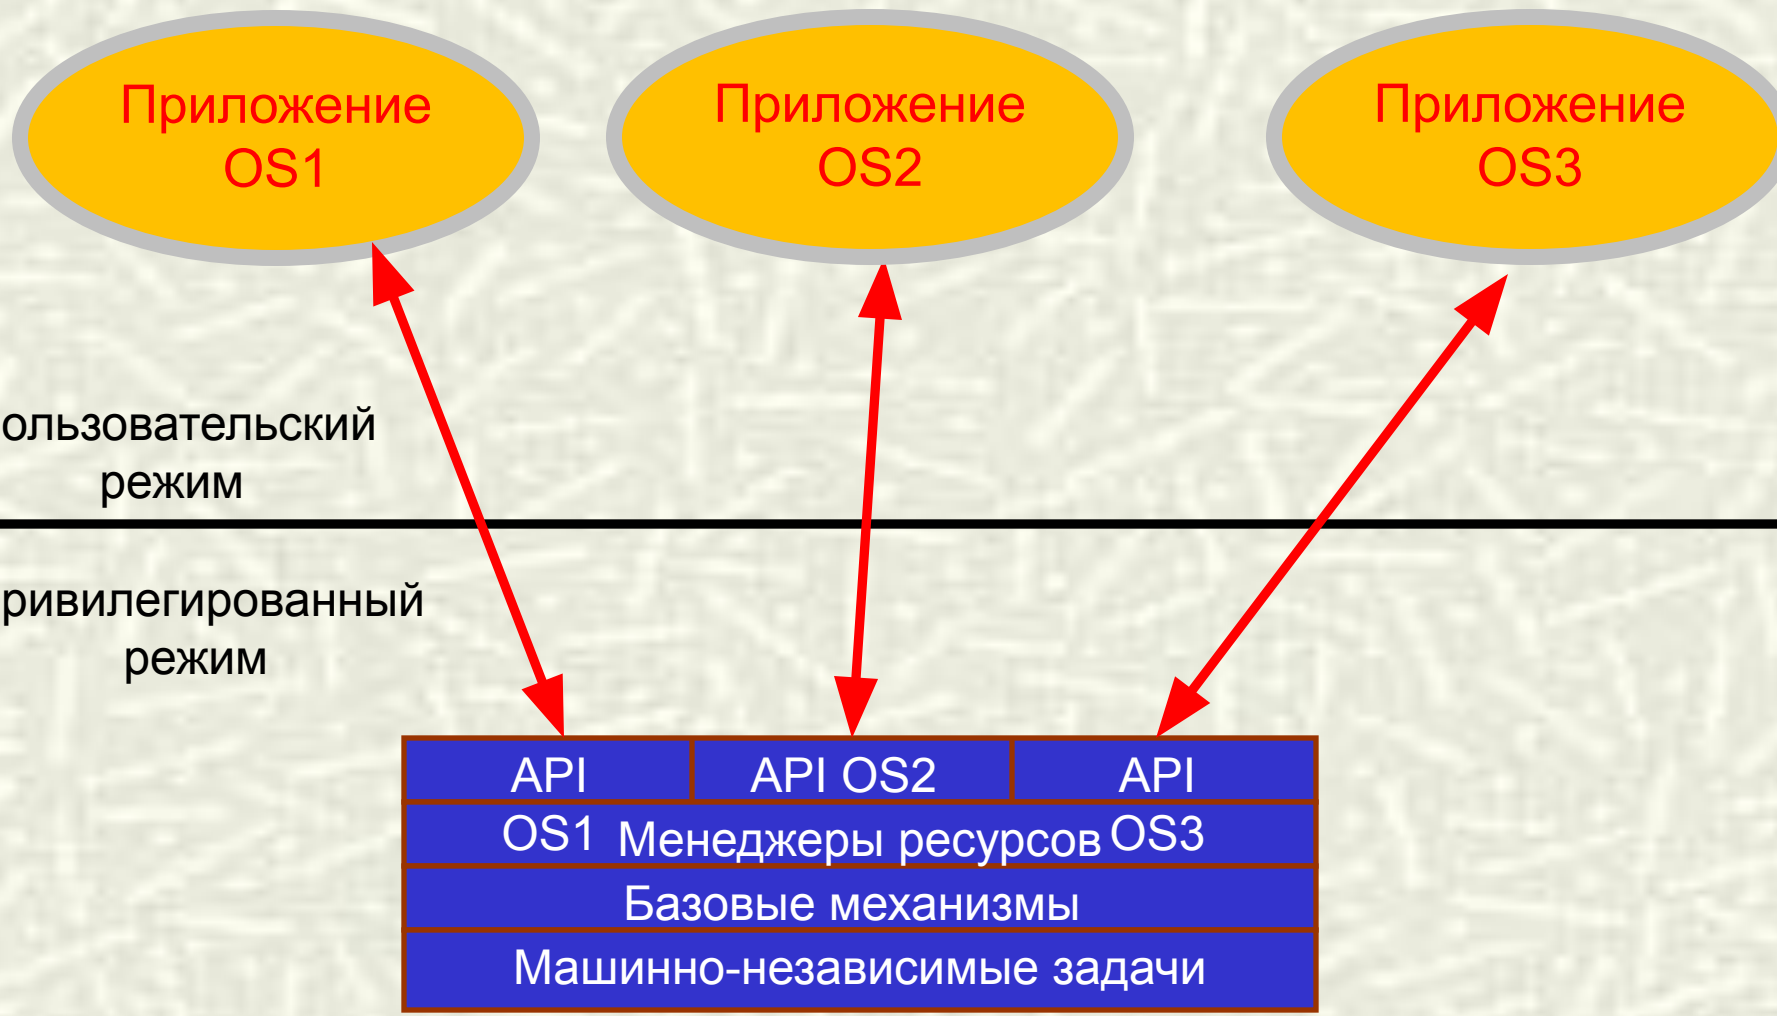 Приложение
OS1
Приложение
OS2
Приложение
OS3
ользовательский
режим
ривилегированный
режим
API
OS1
API OS2
API
OS3
Менеджеры ресурсов
Базовые механизмы
Машинно-независимые задачи